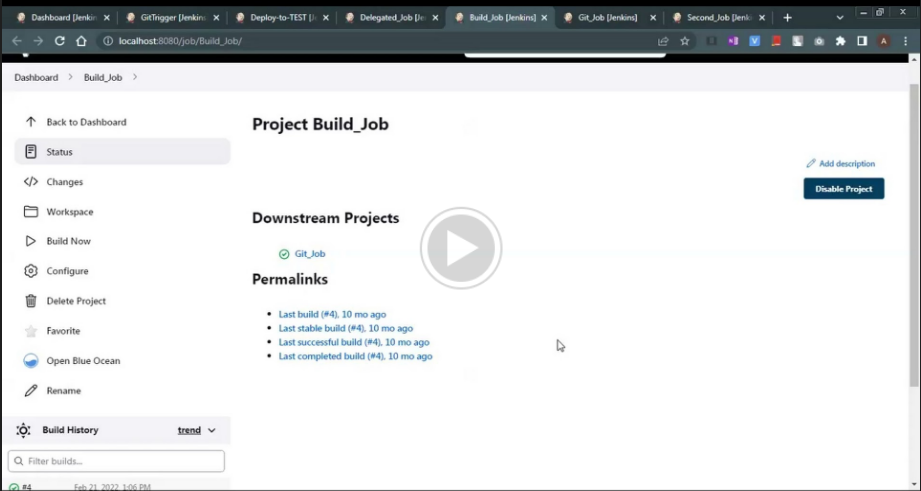 Dashboard [Jenkins]
GitTrigger [Jenkins
Deploy-to-TEST [J
Delegated_Job [Je
Build_Job [Jenkins]
Git_Job [Jenkins]
Second_Job [Jenki
localhost:8080/job/Build_Job/
A
Dashboard > Build_Job >
Back to Dashboard
Status
Changes
Workspace
Build Now
Configure
Delete Project
Favorite
Open Blue Ocean
Rename
Build History trend
Filter builds...
#4 Feb 21, 2022, 1:06 PM
Project Build_Job
Add description
Disable Project
Downstream Projects
Git_Job
Permalinks
Last build (#4), 10 mo ago
Last stable build (#4), 10 mo ago
Last successful build (#4), 10 mo ago
Last completed build (#4), 10 mo ago